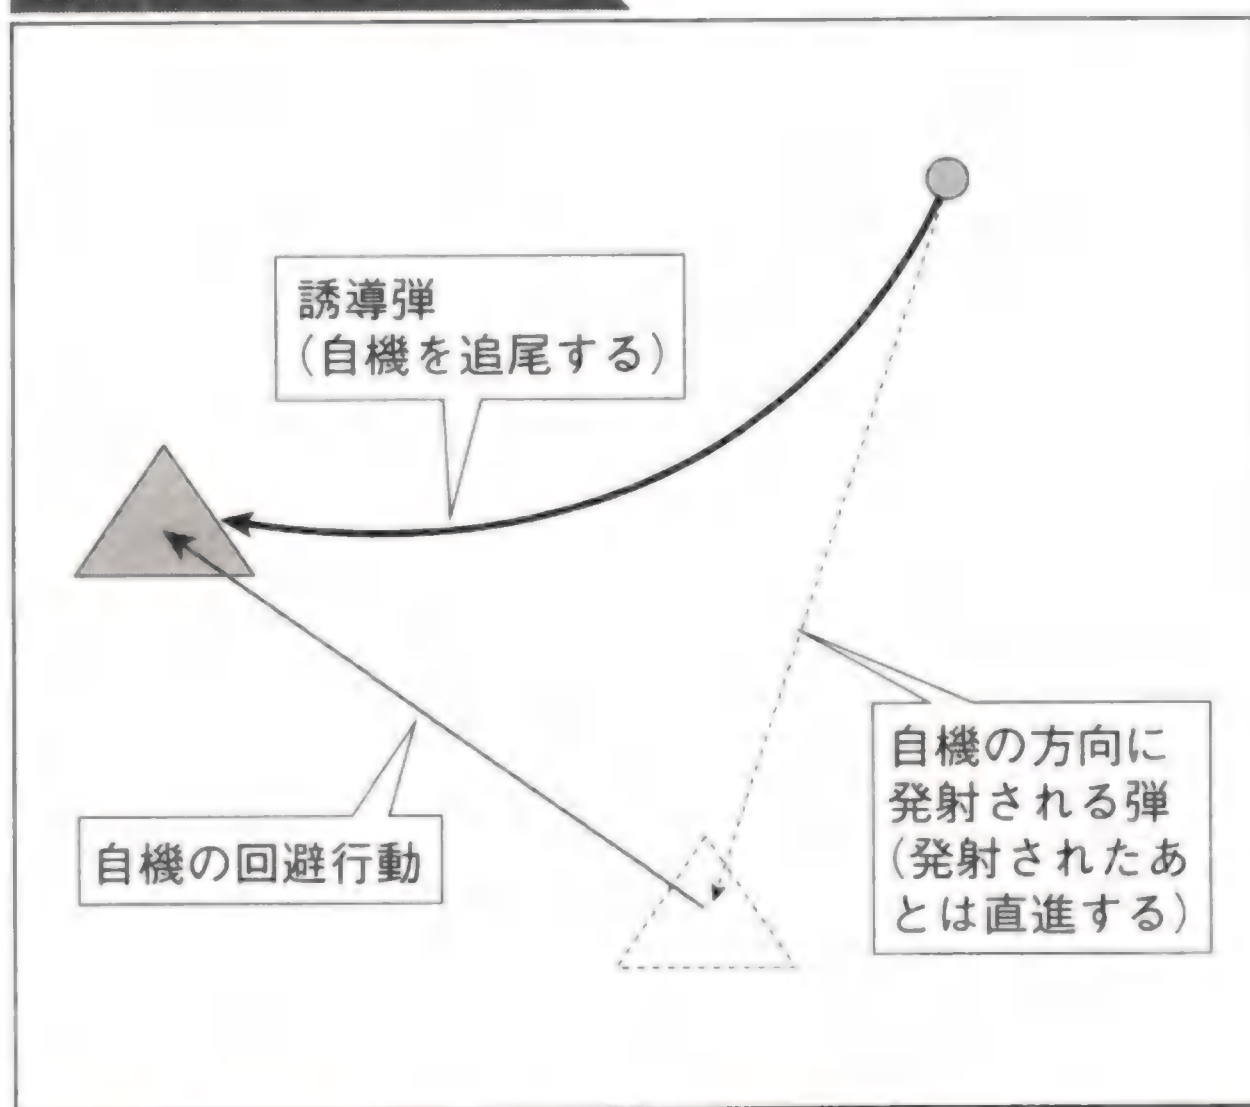 誘導弾
(自機を追尾する)
自機の方向に
発射される弾
(発射されたあ
とは直進する)
自機の回避行動